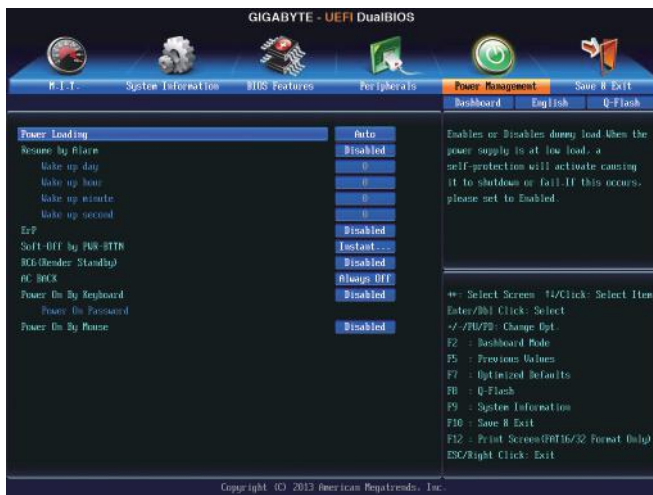 GIGABYTE - UEFI DualBIOS
M.I.T. System Information BIOS Features Peripherals Power Management Save & Exit
Dashboard English Q-Flash
Power Loading Auto
Resume by Alarm Disabled
Wake up day 0
Wake up hour 0
Wake up minute 0
Wake up second 0
ErP Disabled
Soft-Off by PWR-BTTN Instant...
RC6(Render Standby) Disabled
AC BACK Always Off
Power On By Keyboard Disabled
Power On Password
Power On By Mouse Disabled
Enables or Disables dummy load When the
power supply is at low load, a
self-protection will activate causing
it to shutdown or fail.If this occurs,
please set to Enabled.
↔: Select Screen ↑↓/Click: Select Item
Enter/Dbl Click: Select
+/-/PU/PD: Change Opt.
F2 : Dashboard Mode
F5 : Previous Values
F7 : Optimized Defaults
F8 : Q-Flash
F9 : System Information
F10 : Save & Exit
F12 : Print Screen(FAT16/32 Format Only)
ESC/Right Click: Exit
Copyright (C) 2013 American Megatrends, Inc.